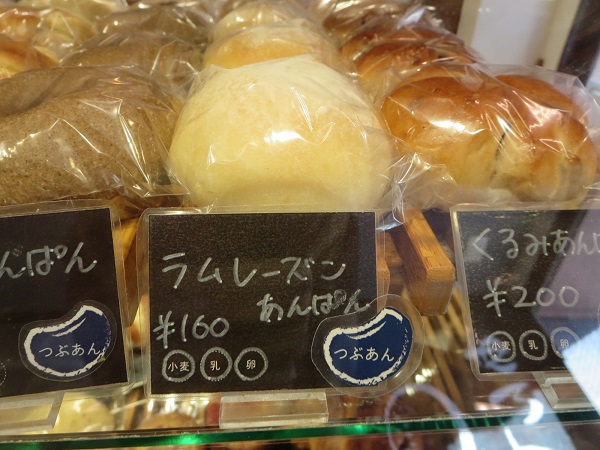 んぱん
つぶあん
ラムレーズン
あんぱん
¥160
小麦 乳 卵
つぶあん
くるみあん
¥200
小麦 乳 卵